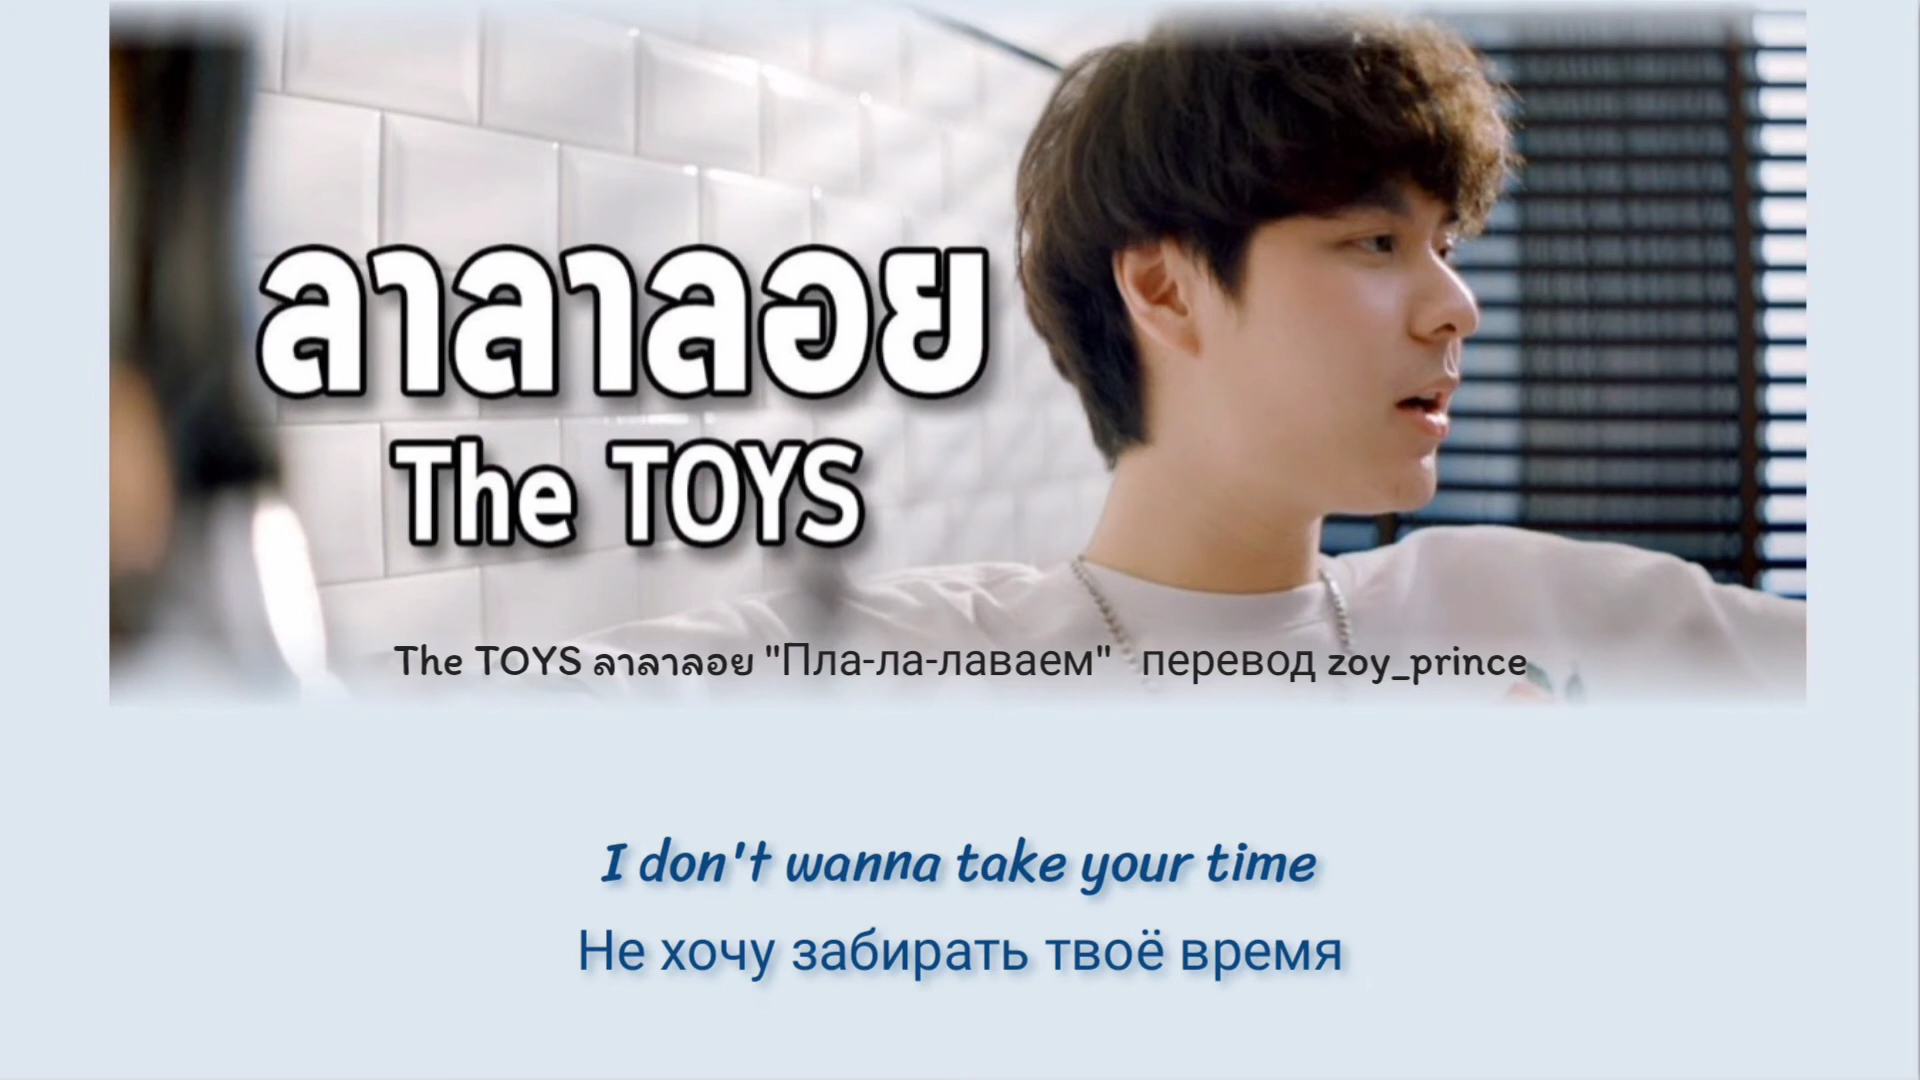 ลาลาลอย
The TOYS
The TOYS ลาลาลอย "Пла-ла-лаваем" перевод zoy_prince
I don't wanna take your time
Не хочу забирать твоё время